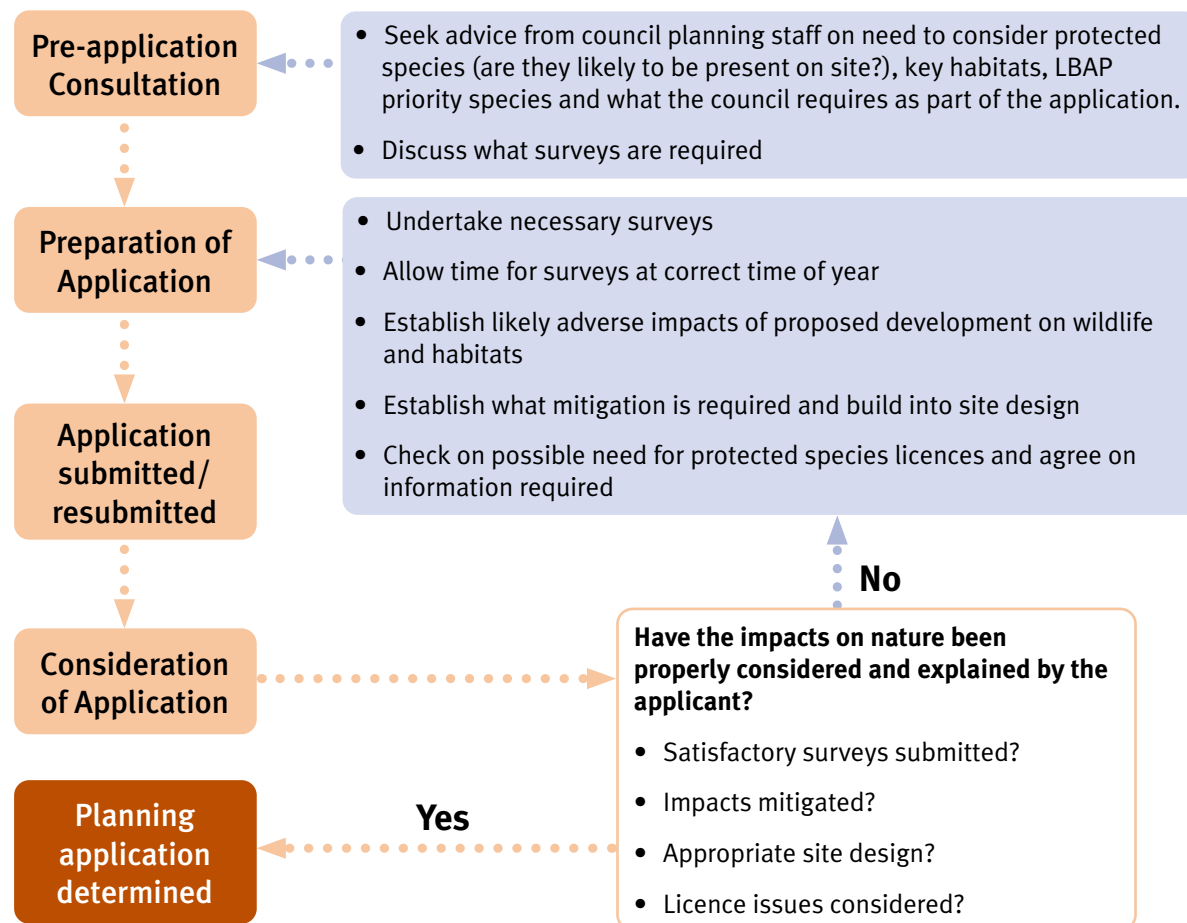 Pre-application
Consultation
• Seek advice from council planning staff on need to consider protected
species (are they likely to be present on site?), key habitats, LBAP
priority species and what the council requires as part of the application.
• Discuss what surveys are required
Preparation of
Application
• Undertake necessary surveys
• Allow time for surveys at correct time of year
• Establish likely adverse impacts of proposed development on wildlife
and habitats
• Establish what mitigation is required and build into site design
• Check on possible need for protected species licences and agree on
information required
Application
submitted/
resubmitted
No
Consideration
of Application
Have the impacts on nature been
properly considered and explained by the
applicant?
• Satisfactory surveys submitted?
• Impacts mitigated?
• Appropriate site design?
• Licence issues considered?
Yes
Planning
application
determined